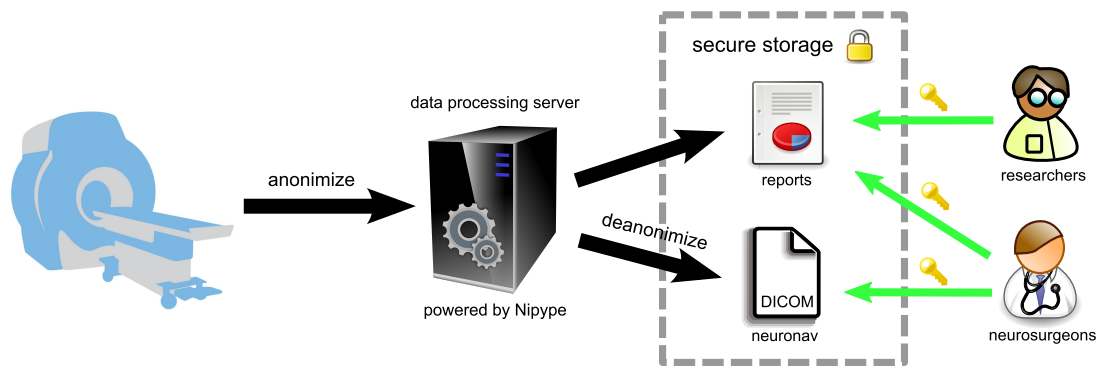 secure storage
data processing server
anonimize
reports
researchers
deanonimize
DICOM
powered by Nipype
neuronav
neurosurgeons